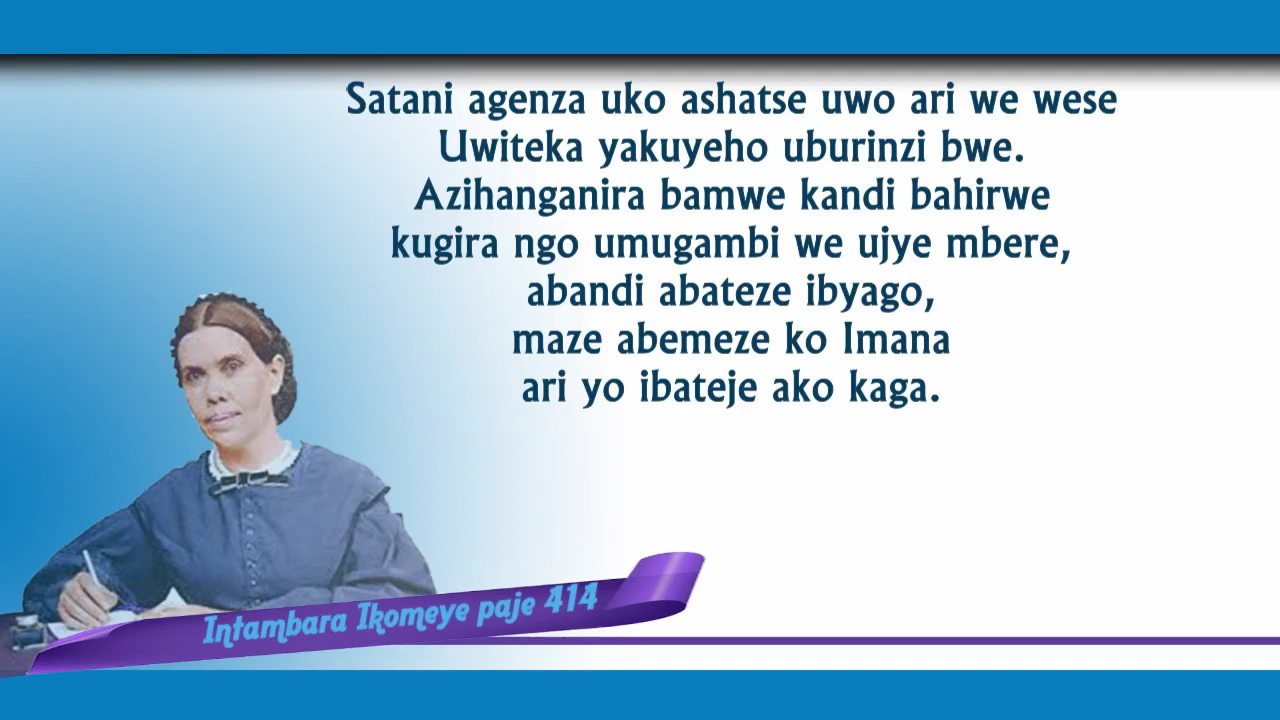 Satani agenza uko ashatse uwo ari we wese
Uwiteka yakuyeho uburinzi bwe.
Azihanganira bamwe kandi bahirwe
kugira ngo umugambi we ujye mbere,
abandi abateze ibyago,
maze abemeze ko Imana
ari yo ibateje ako kaga.
Intambara Ikomeye paje 414